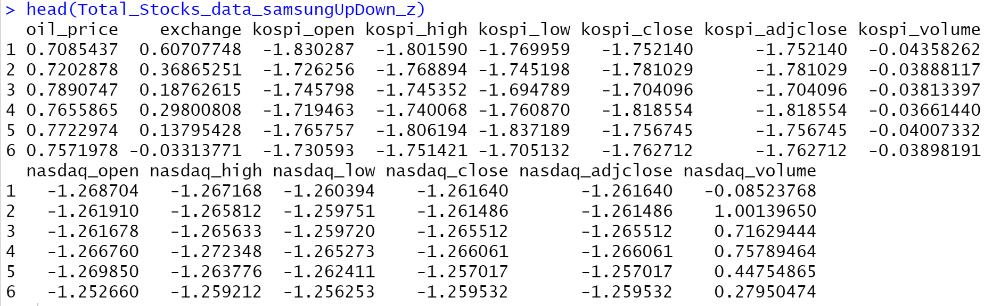 > head(Total_Stocks_data_samsungUpDown_z)
oil_price exchange kospi_open kospi_high kospi_low kospi_close kospi_adjclose kospi_volume
1 0.7085437 0.60707748 -1.830287 -1.801590 -1.769959 -1.752140 -1.752140 -0.04358262
2 0.7202878 0.36865251 -1.726256 -1.768894 -1.745198 -1.781029 -1.781029 -0.03888117
3 0.7890747 0.18762615 -1.745798 -1.745352 -1.694789 -1.704096 -1.704096 -0.03813397
4 0.7655865 0.29800808 -1.719463 -1.740068 -1.760870 -1.818554 -1.818554 -0.03661440
5 0.7722974 0.13795428 -1.765757 -1.806194 -1.837189 -1.756745 -1.756745 -0.04007332
6 0.7571978 -0.03313771 -1.730593 -1.751421 -1.705132 -1.762712 -1.762712 -0.03898191
nasdaq_open nasdaq_high nasdaq_low nasdaq_close nasdaq_adjclose nasdaq_volume
1 -1.268704 -1.267168 -1.260394 -1.261640 -1.261640 -0.08523768
2 -1.261910 -1.265812 -1.259751 -1.261486 -1.261486 1.00139650
3 -1.261678 -1.265633 -1.259720 -1.265512 -1.265512 0.71629444
4 -1.266760 -1.272348 -1.265273 -1.266061 -1.266061 0.75789464
5 -1.269850 -1.263776 -1.262411 -1.257017 -1.257017 0.44754865
6 -1.252660 -1.259212 -1.256253 -1.259532 -1.259532 0.27950474